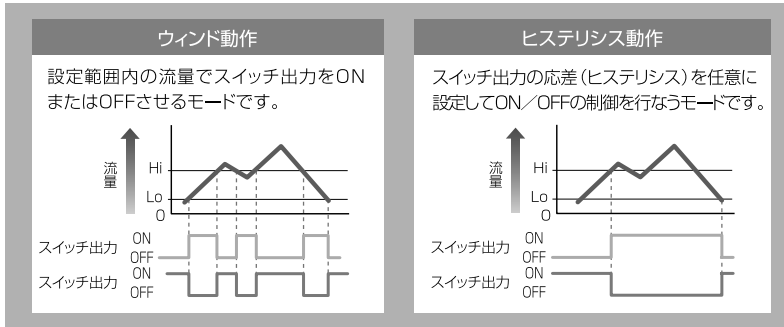 ウィンド動作
設定範囲内の流量でスイッチ出力をON
またはOFFさせるモードです。
流量
Hi
Lo
0
スイッチ出力
ON
OFF
スイッチ出力
ON
OFF
ヒステリシス動作
スイッチ出力の応差(ヒステリシス)を任意に
設定してON/OFFの制御を行なうモードです。
流量
Hi
Lo
0
スイッチ出力
ON
OFF
スイッチ出力
ON
OFF